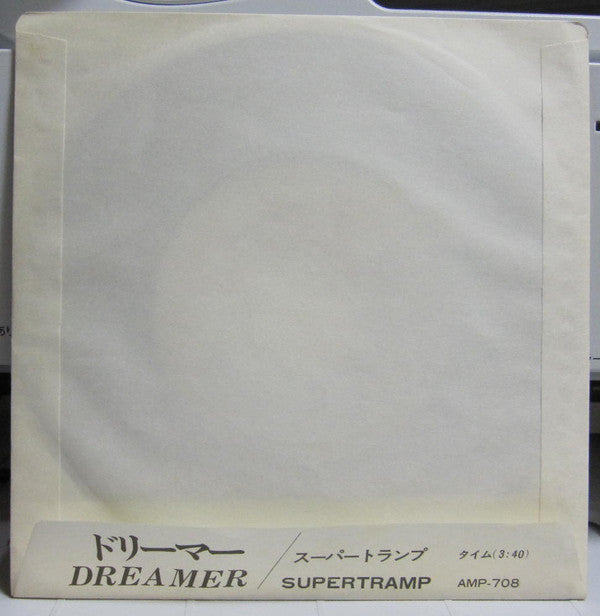 ドリーマー / スーパートランプ タイム(3:40)
DREAMER / SUPERTRAMP AMP-708